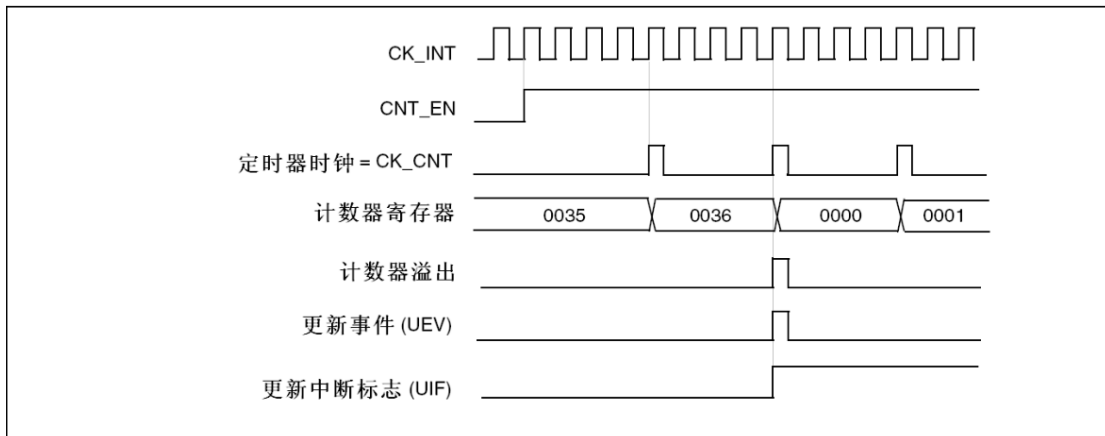 CK_INT
CNT_EN
定时器时钟 = CK_CNT
计数器寄存器 0035 0036 0000 0001
计数器溢出
更新事件 (UEV)
更新中断标志 (UIF)